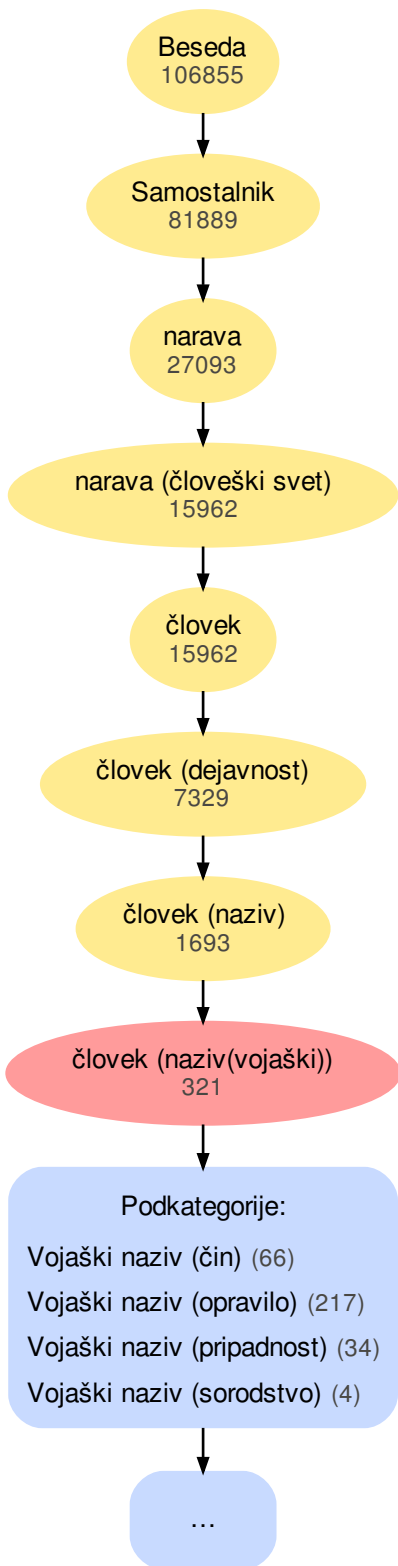 Beseda
106855
Samostalnik
81889
narava
27093
narava (človeški svet)
15962
človek
15962
človek (dejavnost)
7329
človek (naziv)
1693
človek (naziv(vojaški))
321
Podkategorije:
Vojaški naziv (čin) (66)
Vojaški naziv (opravilo) (217)
Vojaški naziv (pripadnost) (34)
Vojaški naziv (sorodstvo) (4)
…